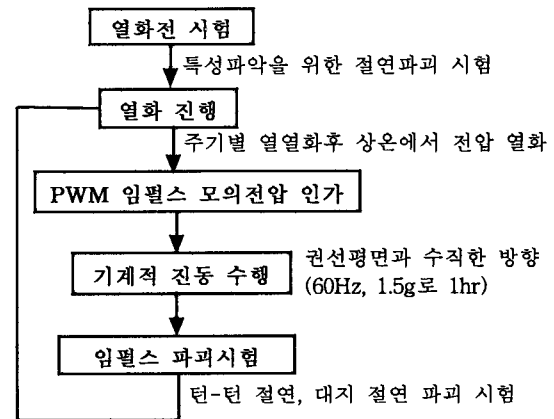 열화전 시험
특성파악을 위한 절연파괴 시험
열화 진행
주기별 열열화후 상온에서 전압 열화
PWM 임펄스 모의전압 인가
기계적 진동 수행
권선평면과 수직한 방향
(60Hz, 1.5g로 1hr)
임펄스 파괴시험
턴-턴 절연, 대지 절연 파괴 시험